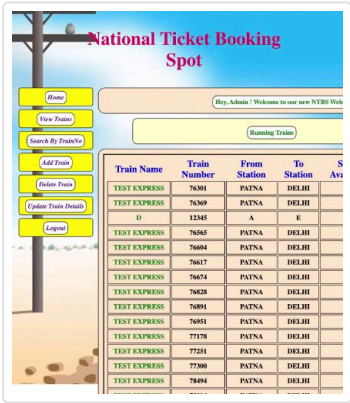 National Ticket Booking
Spot
Home
View Trains
Search By TrainNo
Add Train
Delete Train
Update Train Details
Logout
Hey, Admin ! Welcome to our new NTBS
Running Trains
Train Name Train Number From Station To Station
TEST EXPRESS 76301 PATNA DELHI
TEST EXPRESS 76369 PATNA DELHI
D 12345 A E
TEST EXPRESS 76565 PATNA DELHI
TEST EXPRESS 76604 PATNA DELHI
TEST EXPRESS 76617 PATNA DELHI
TEST EXPRESS 76674 PATNA DELHI
TEST EXPRESS 76828 PATNA DELHI
TEST EXPRESS 76891 PATNA DELHI
TEST EXPRESS 76951 PATNA DELHI
TEST EXPRESS 77178 PATNA DELHI
TEST EXPRESS 77251 PATNA DELHI
TEST EXPRESS 77300 PATNA DELHI
TEST EXPRESS 78494 PATNA DELHI